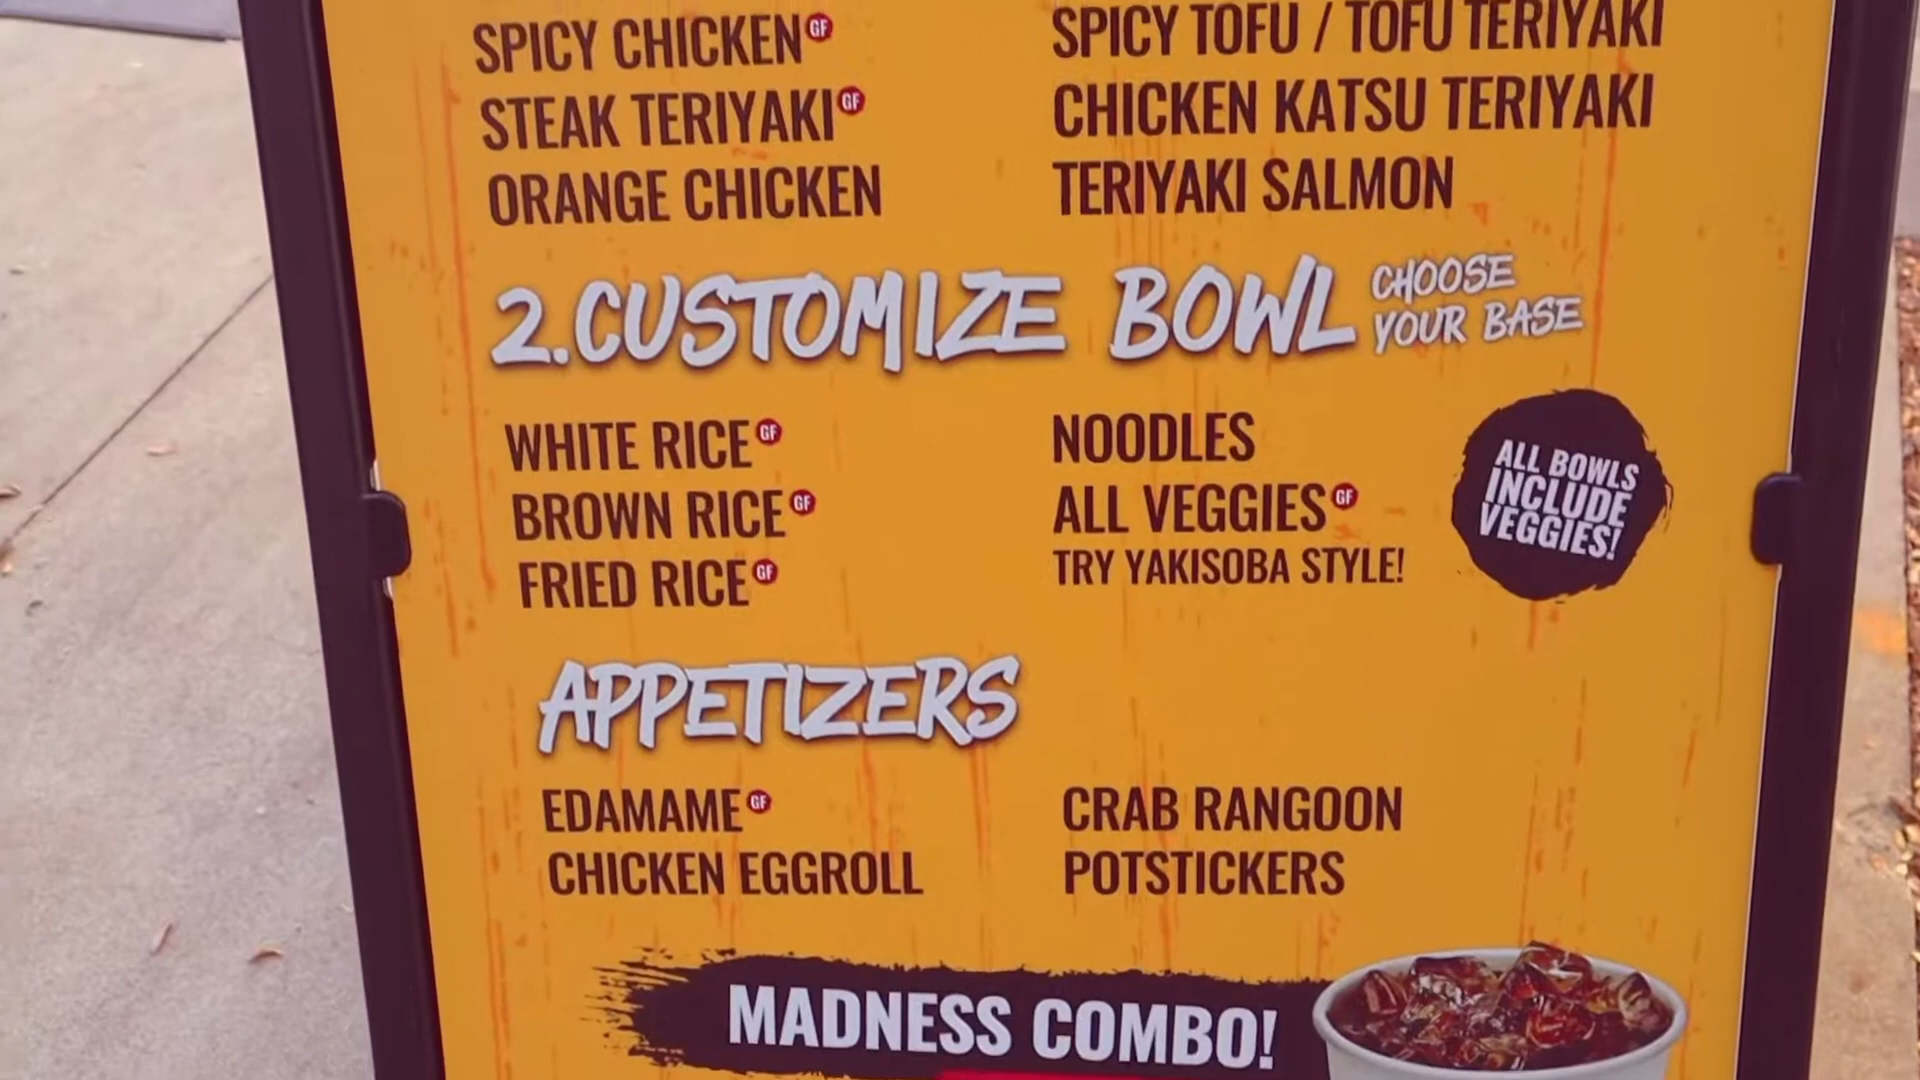 SPICY CHICKEN GF
STEAK TERIYAKI GF
ORANGE CHICKEN
SPICY TOFU / TOFU TERIYAKI
CHICKEN KATSU TERIYAKI
TERIYAKI SALMON
2.CUSTOMIZE BOWL
CHOOSE
YOUR BASE
WHITE RICE GF
BROWN RICE GF
FRIED RICE GF
NOODLES
ALL VEGGIES GF
TRY YAKISOBA STYLE!
ALL BOWLS
INCLUDE
VEGGIES!
APPETIZERS
EDAMAME GF
CHICKEN EGGROLL
CRAB RANGOON
POTSTICKERS
MADNESS COMBO!